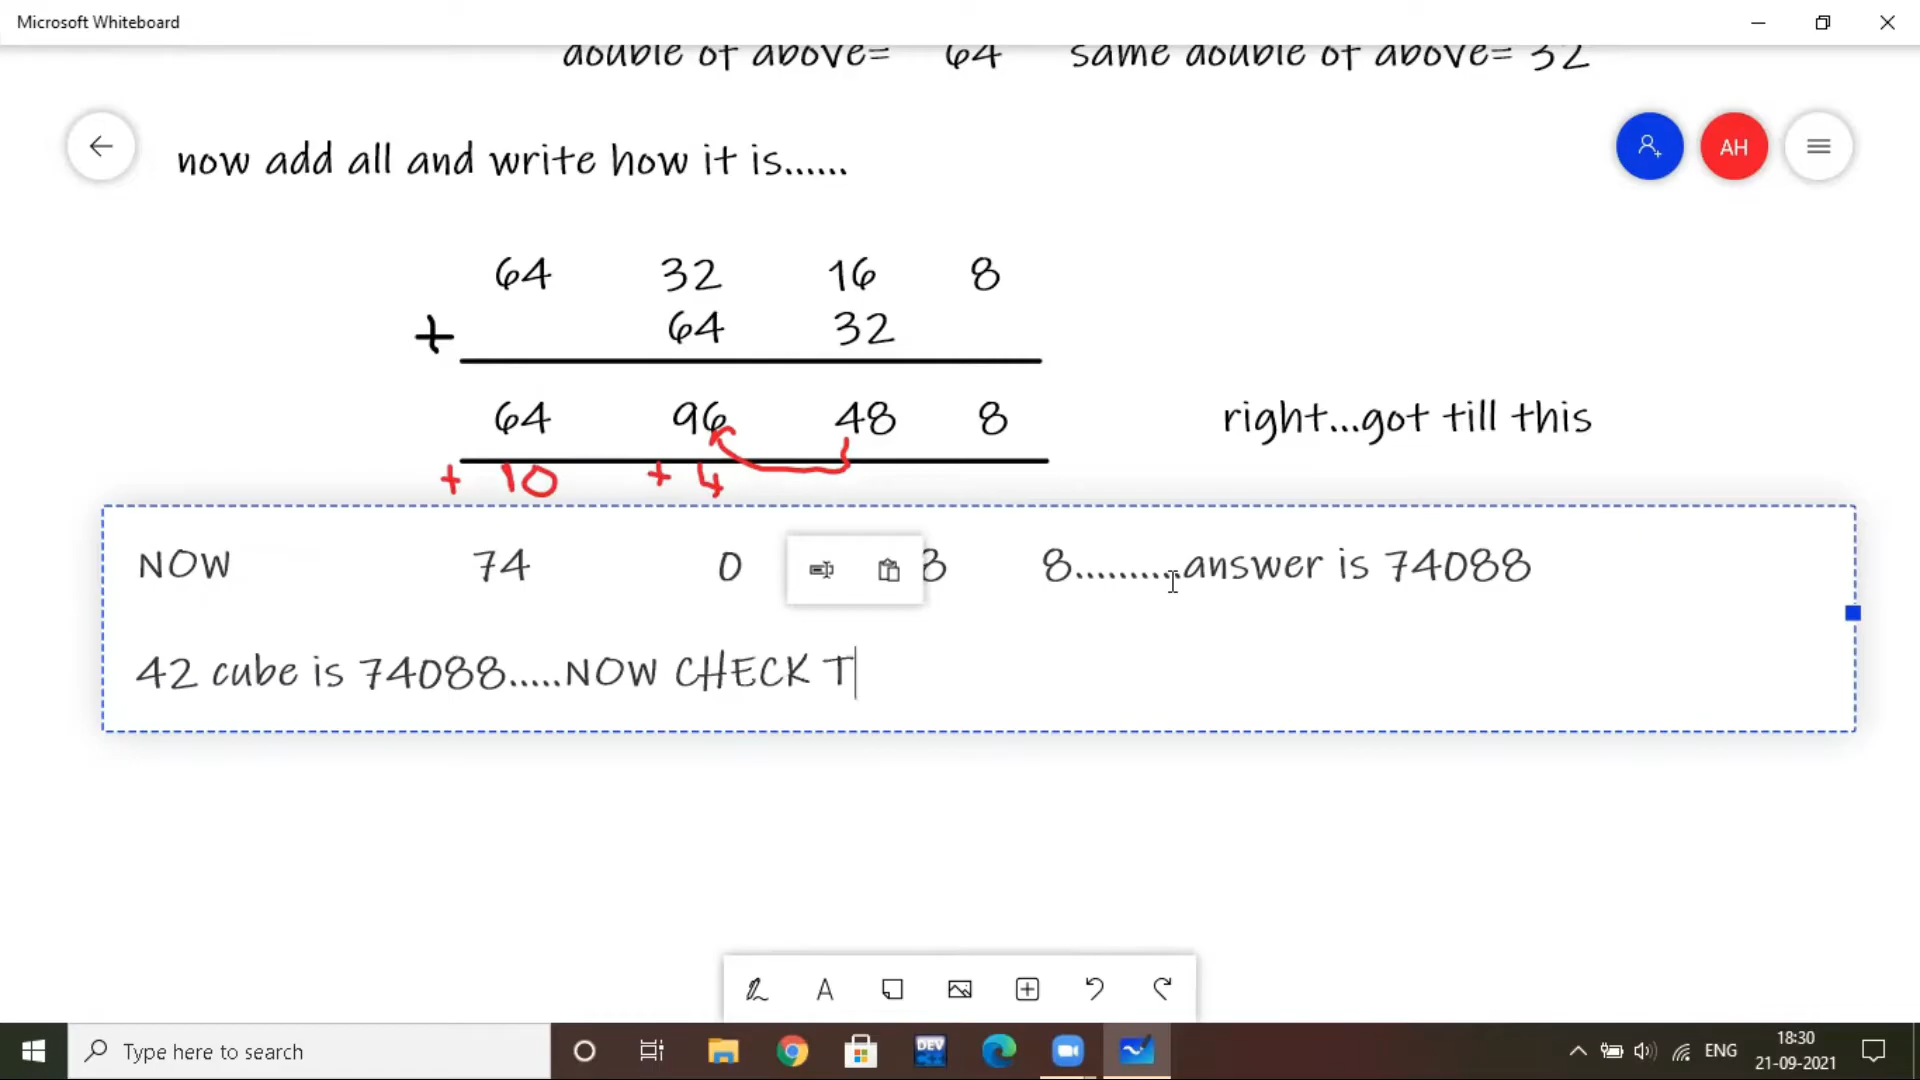 Microsoft Whiteboard
double of above= 64 same double of above= 32
now add all and write how it is......
AH
64 32 16 8
+ 64 32
64 96 48 8 right...got till this
+ 10 + 4
NOW 74 0 8 8..........answer is 74088
42 cube is 74088.....NOW CHECK T
A
DEV
Type here to search
ENG
18:30
21-09-2021